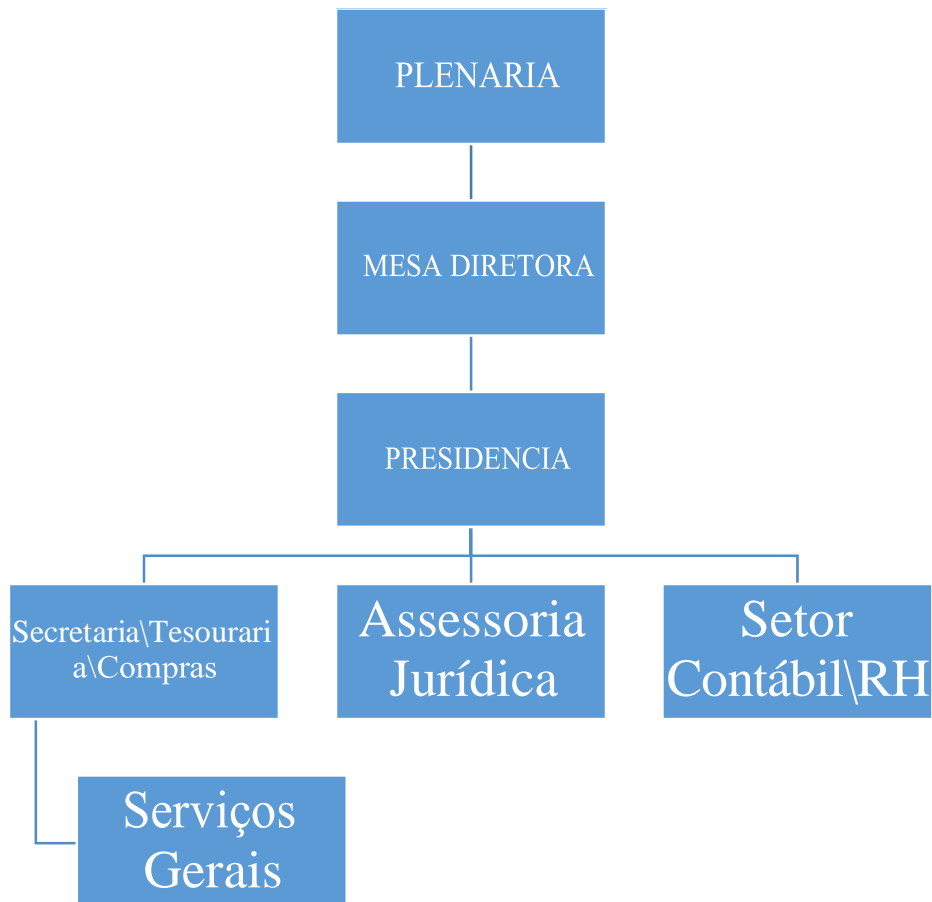 PLENARIA
MESA DIRETORA
PRESIDENCIA
Secretaria\Tesourari
a\Compras
Assessoria
Jurídica
Setor
Contábil\RH
Serviços
Gerais